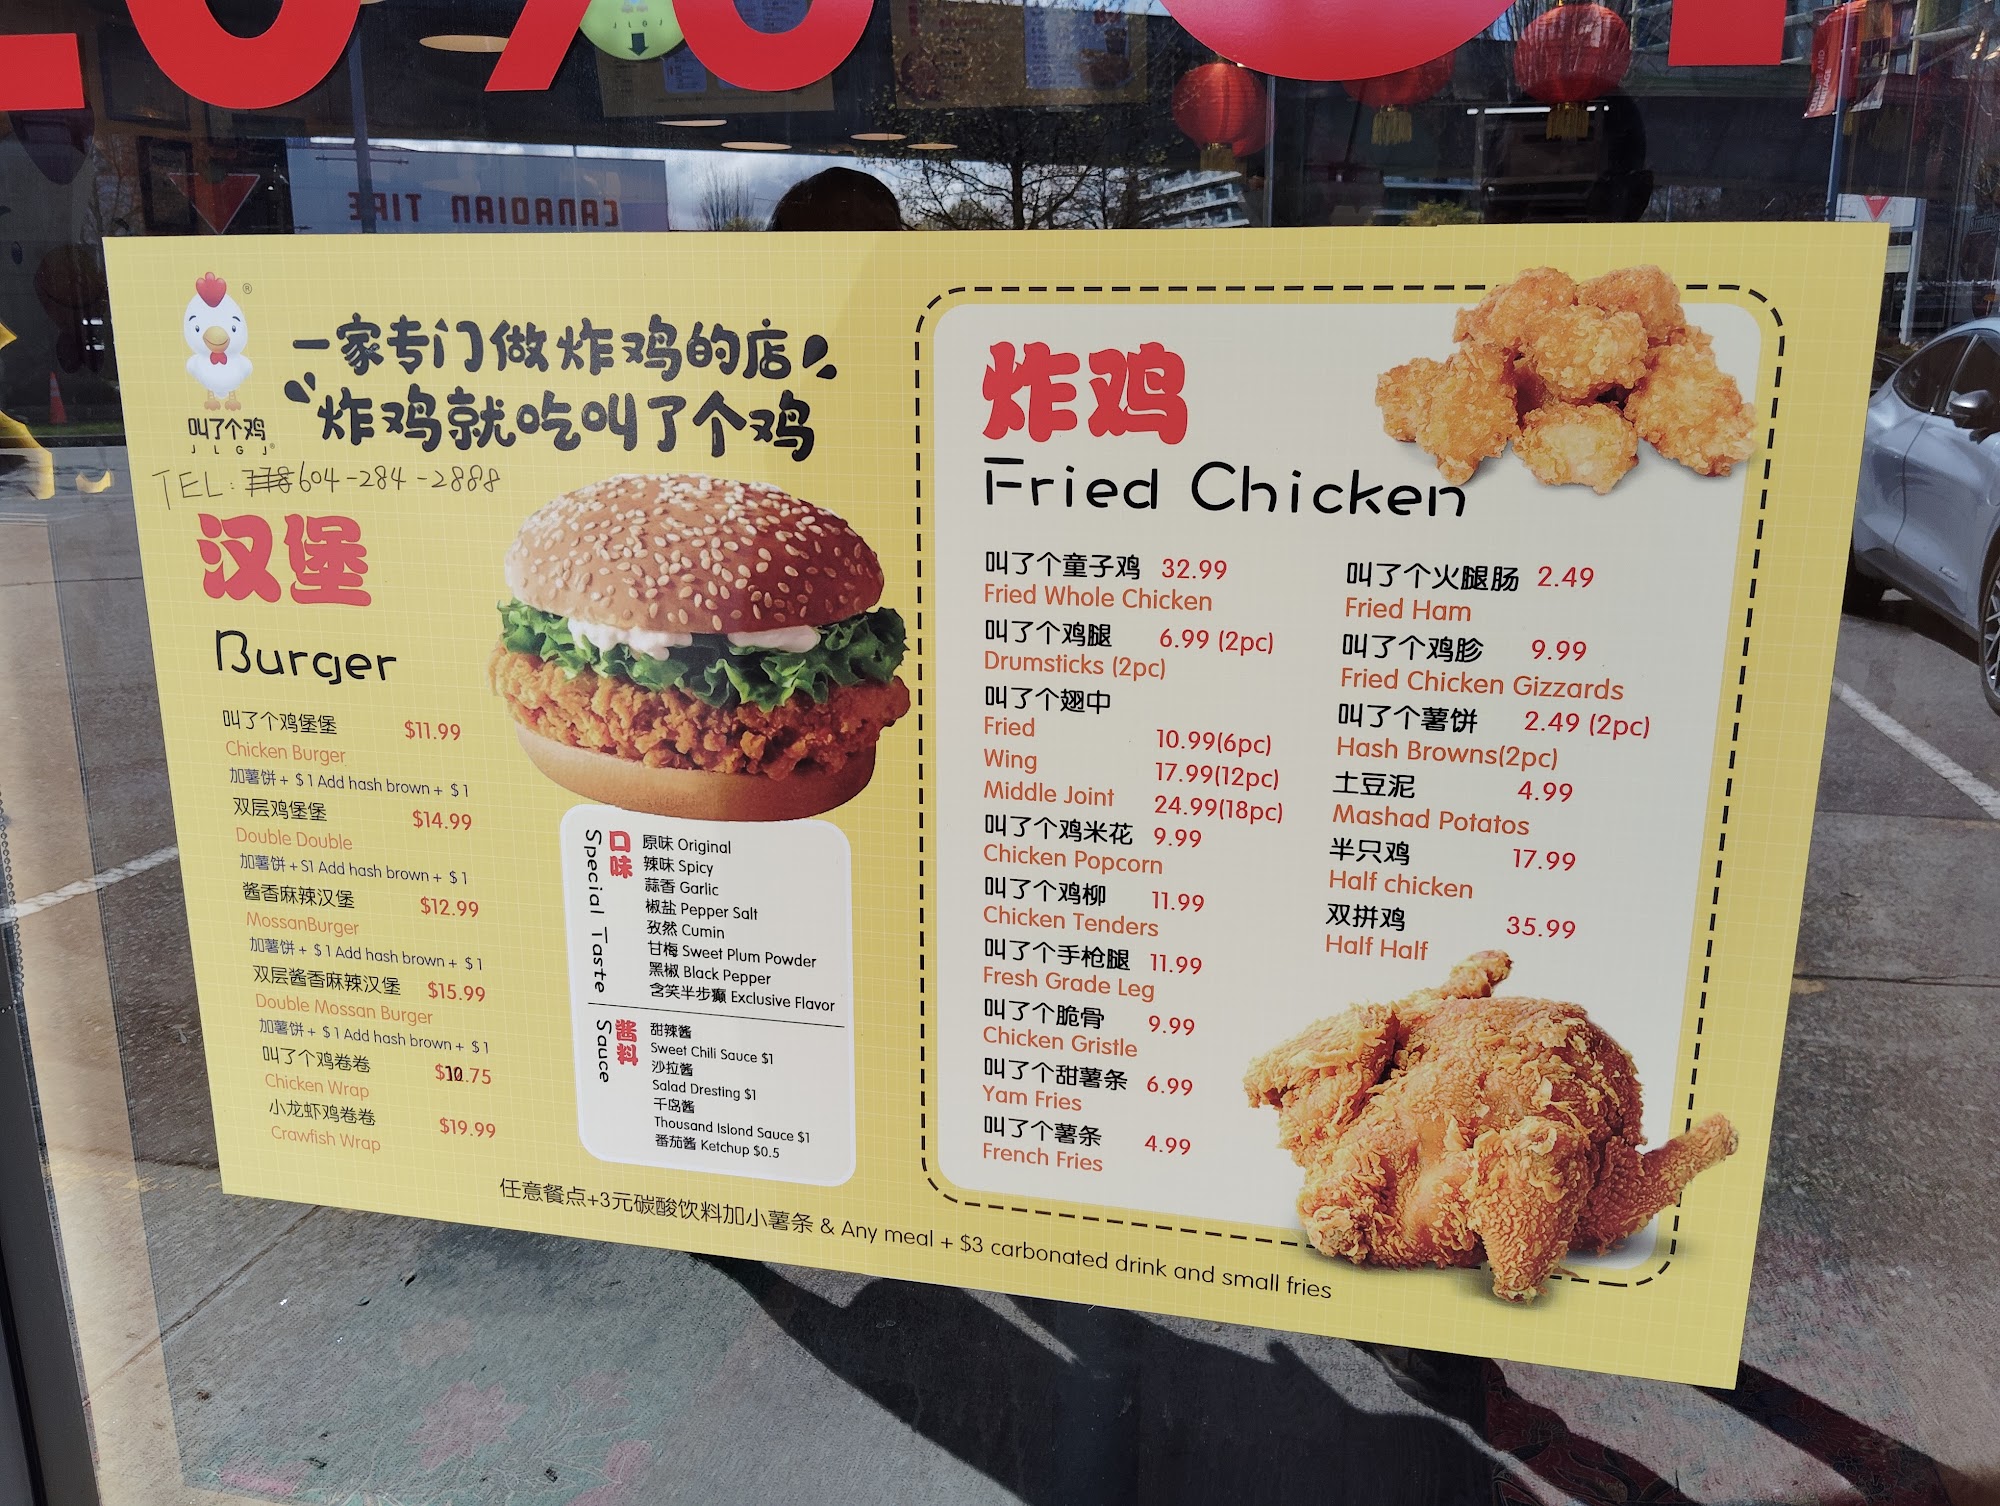 20% OFF
CANADIAN TIRE
叫了个鸡
JLGJ®
一家专门做炸鸡的店
炸鸡就吃叫了个鸡
TEL: 778 604-284-2888
汉堡
Burger
叫了个鸡堡堡 $11.99
Chicken Burger
加薯饼+ $1 Add hash brown+ $1
双层鸡堡堡 $14.99
Double Double
加薯饼+S1 Add hash brown+ $1
酱香麻辣汉堡 $12.99
MossanBurger
加薯饼+ $1 Add hash brown+ $1
双层酱香麻辣汉堡 $15.99
Double Mossan Burger
加薯饼+ $1 Add hash brown+ $1
叫了个鸡卷卷 $10.75
Chicken Wrap
小龙虾鸡卷卷 $19.99
Crawfish Wrap
口味
Special Taste
原味 Original
辣味 Spicy
蒜香 Garlic
椒盐 Pepper Salt
孜然 Cumin
甘梅 Sweet Plum Powder
黑椒 Black Pepper
含笑半步癫 Exclusive Flavor
酱料
Sauce
甜辣酱
Sweet Chili Sauce $1
沙拉酱
Salad Dresting $1
千岛酱
Thousand Islond Sauce $1
番茄酱 Ketchup $0.5
炸鸡
Fried Chicken
叫了个童子鸡 32.99
Fried Whole Chicken
叫了个鸡腿 6.99 (2pc)
Drumsticks (2pc)
叫了个翅中
Fried 10.99(6pc)
Wing 17.99(12pc)
Middle Joint 24.99(18pc)
叫了个鸡米花 9.99
Chicken Popcorn
叫了个鸡柳 11.99
Chicken Tenders
叫了个手枪腿 11.99
Fresh Grade Leg
叫了个脆骨 9.99
Chicken Gristle
叫了个甜薯条 6.99
Yam Fries
叫了个薯条 4.99
French Fries
叫了个火腿肠 2.49
Fried Ham
叫了个鸡胗 9.99
Fried Chicken Gizzards
叫了个薯饼 2.49 (2pc)
Hash Browns(2pc)
土豆泥 4.99
Mashad Potatos
半只鸡 17.99
Half chicken
双拼鸡 35.99
Half Half
任意餐点+3元碳酸饮料加小薯条 & Any meal + $3 carbonated drink and small fries